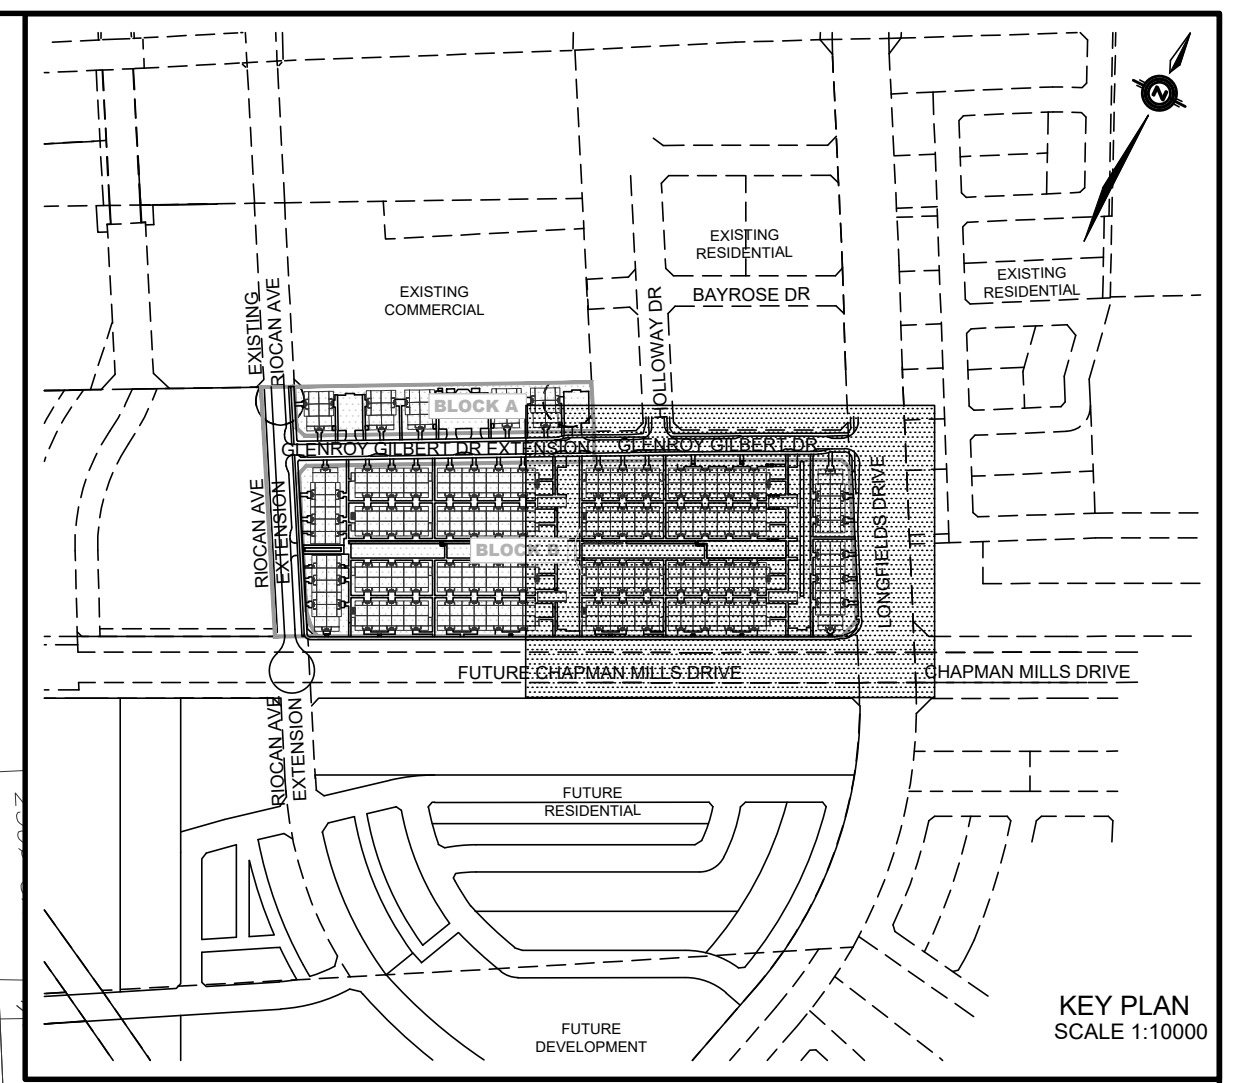 EXISTING
RESIDENTIAL
EXISTING
RESIDENTIAL
EXISTING
COMMERCIAL
BAYROSE DR
HOLLOWAY DR
EXISTING
RIOCAN AVE
BLOCK A
GLENROY GILBERT DR EXTENSION
GLENROY GILBERT DR
RIOCAN AVE
EXTENSION
BLOCK B
LONGFIELDS DRIVE
FUTURE CHAPMAN MILLS DRIVE
CHAPMAN MILLS DRIVE
RIOCAN AVE
EXTENSION
FUTURE
RESIDENTIAL
FUTURE
DEVELOPMENT
KEY PLAN
SCALE 1:10000
N